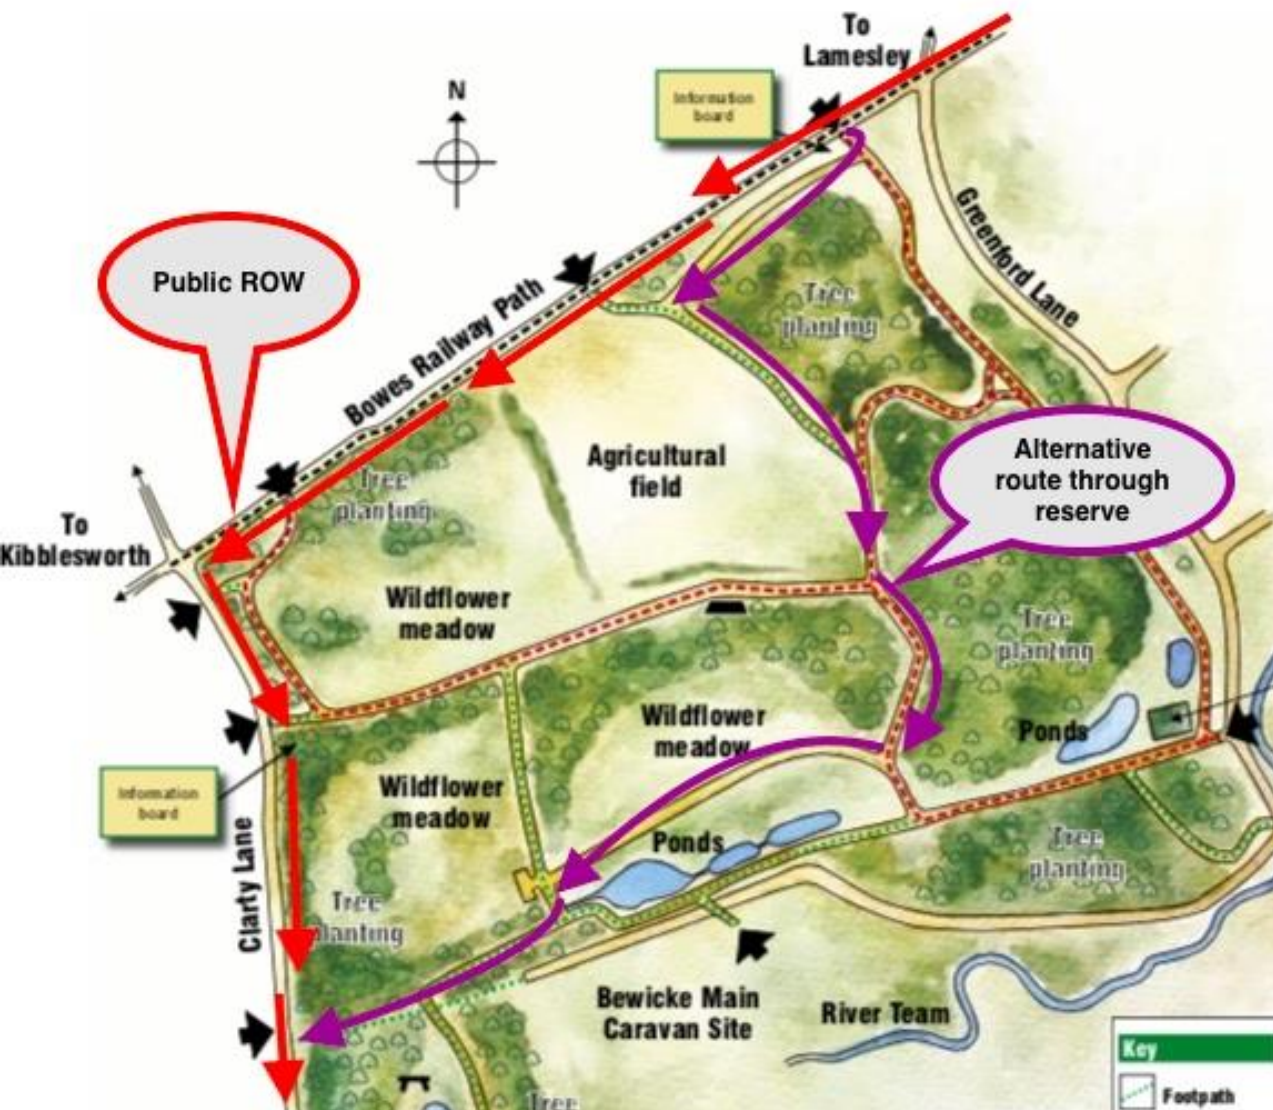 To
Lamesley
Information
board
N
Greenford Lane
Public ROW
Bowes Railway Path
Tree
planting
Alternative
route through
reserve
Agricultural
field
Tree
planting
To
Kibblesworth
Wildflower
meadow
Tree
planting
Wildflower
meadow
Ponds
Wildflower
meadow
Information
board
Clarty Lane
Ponds
Tree
planting
Tree
planting
Bewicke Main
Caravan Site
River Team
Key
Footpath
Tree